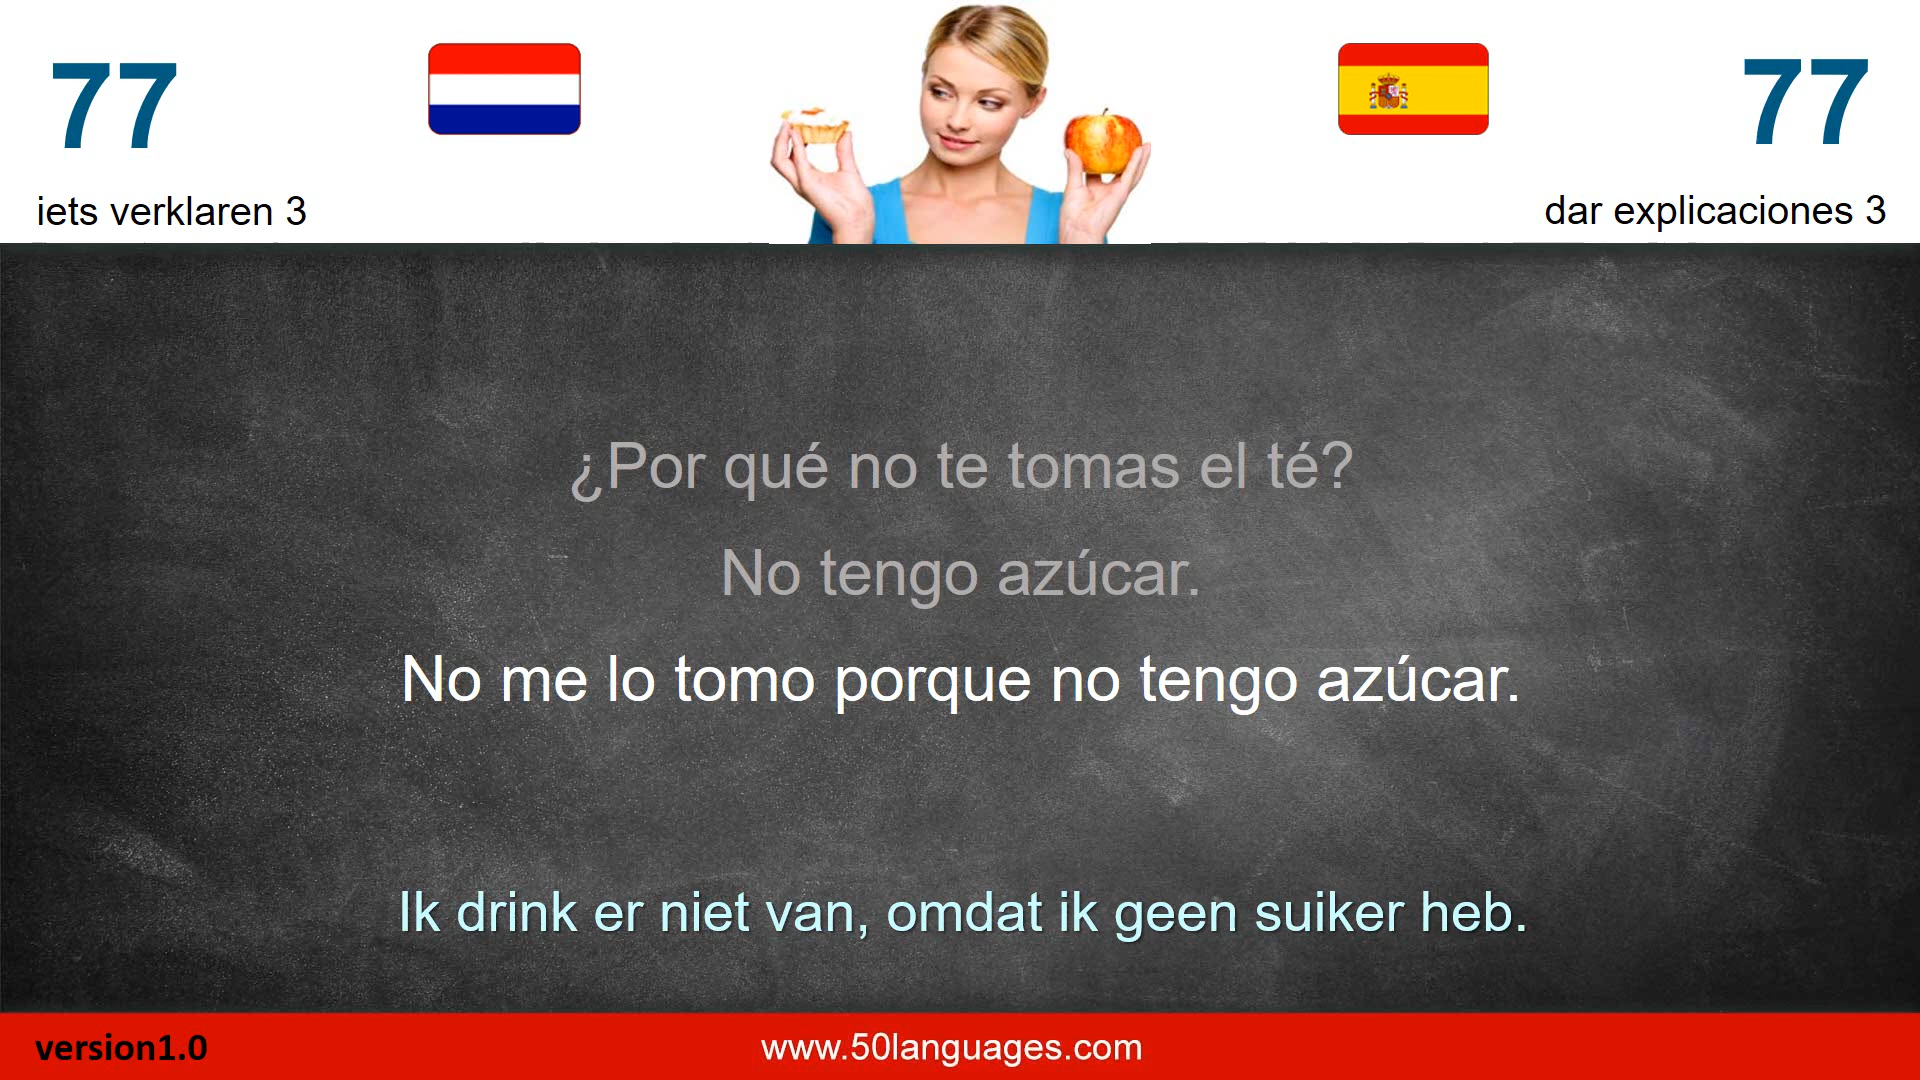 77
77
iets verklaren 3
dar explicaciones 3
¿Por qué no te tomas el té?
No tengo azúcar.
No me lo tomo porque no tengo azúcar.
Ik drink er niet van, omdat ik geen suiker heb.
version1.0
www.50languages.com